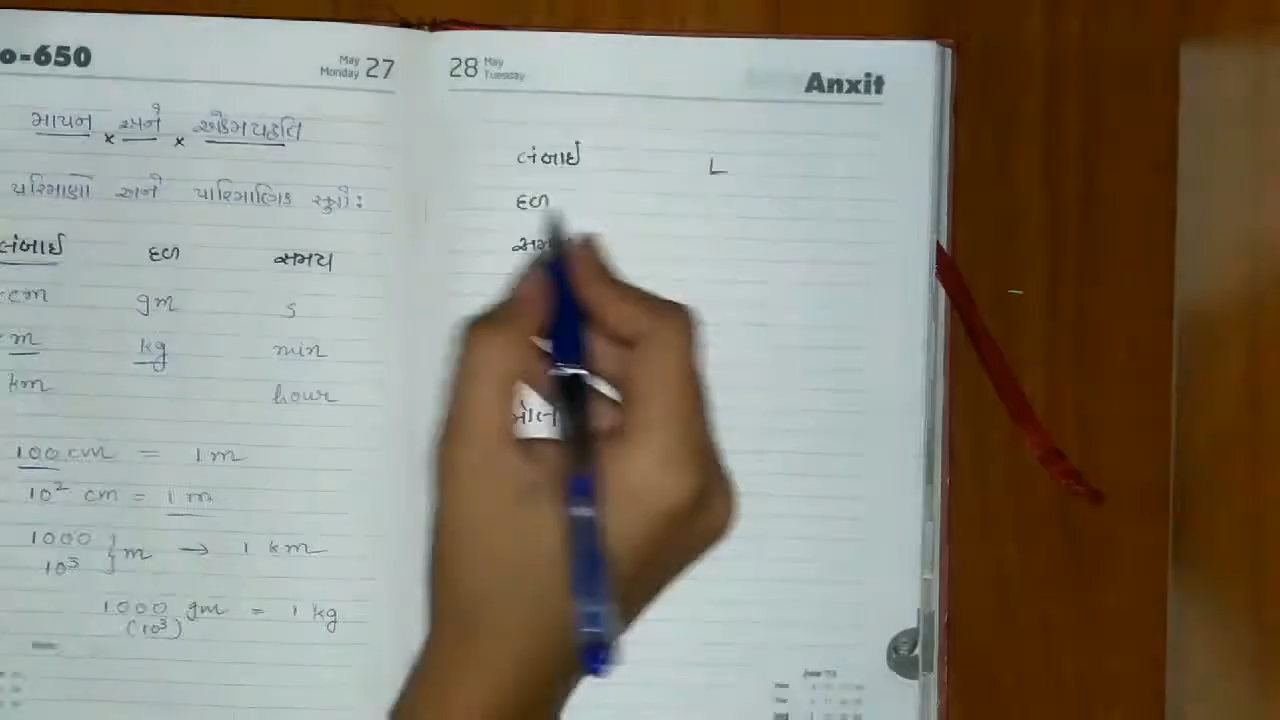 o-650
May
Monday 27
માપન અને એકમપદ્ધતિ
પરિમાણો અને પારિમાણિક સૂત્રો:
લંબાઈ દળ સમય
cm gm s
m kg min
km hour
100 cm = 1 m
10² cm = 1 m
1000
10³ } m → 1 km
1000 gm = 1 kg
(10³)
28 May
Tuesday
Anxit
લંબાઈ L
દળ